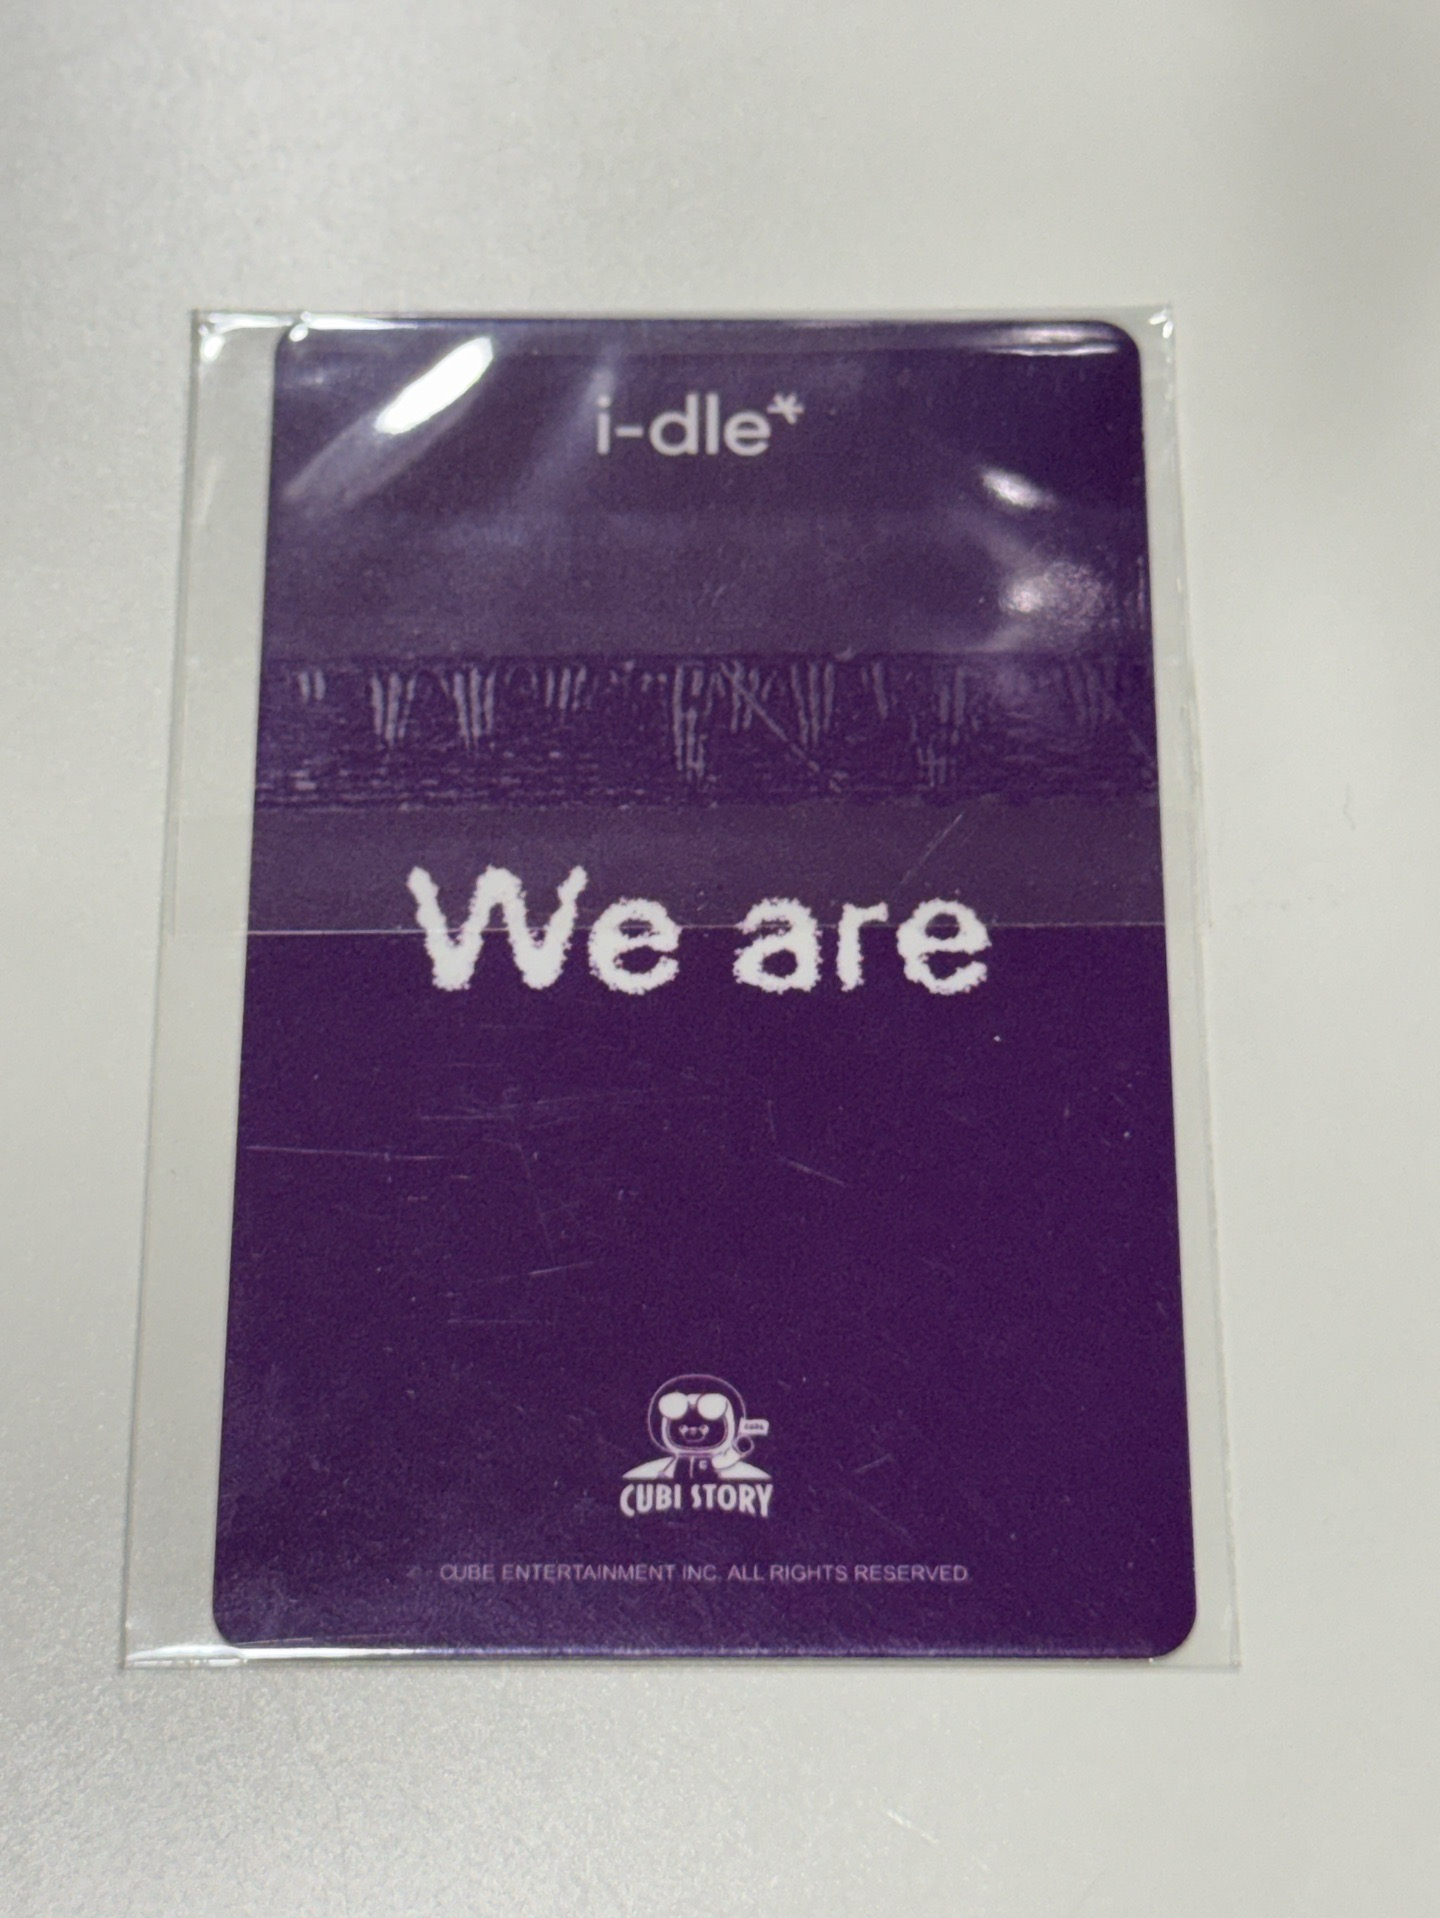 i-dle*
We are
CUBI STORY
CUBE ENTERTAINMENT INC. ALL RIGHTS RESERVED